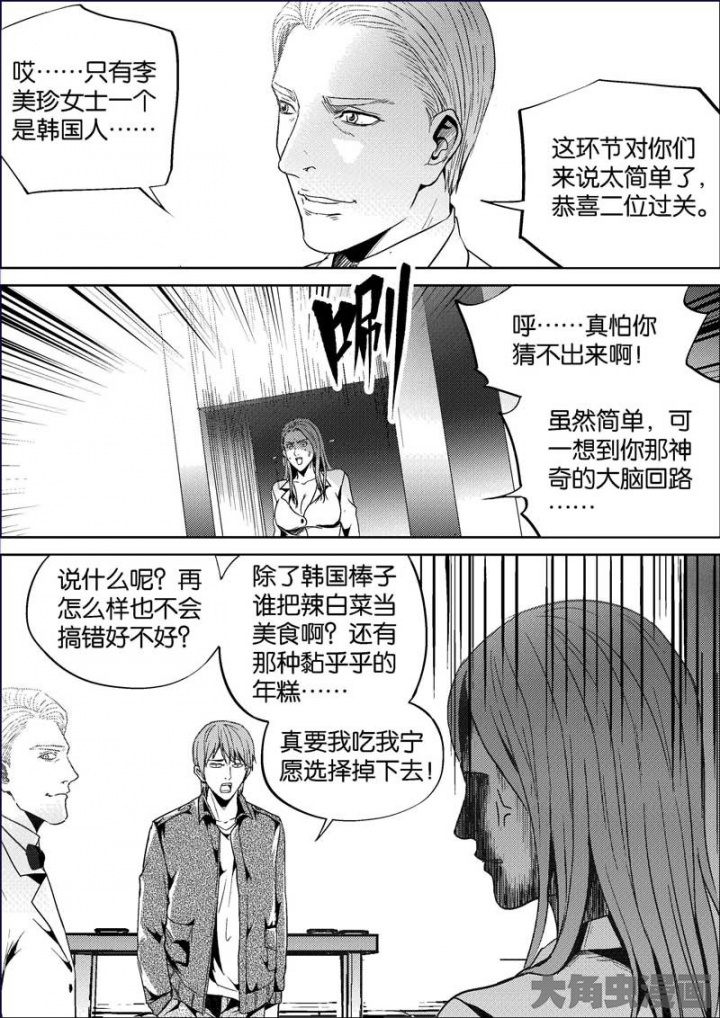 哎……只有李
美珍女士一个
是韩国人……
这环节对你们
来说太简单了，
恭喜二位过关。
唰
呼……真怕你
猜不出来啊！
虽然简单，可
一想到你那神
奇的大脑回路
……
说什么呢？再
怎么样也不会
搞错好不好？
除了韩国棒子
谁把辣白菜当
美食啊？还有
那种黏乎乎的
年糕……
真要我吃我宁
愿选择掉下去！
大角虫漫画